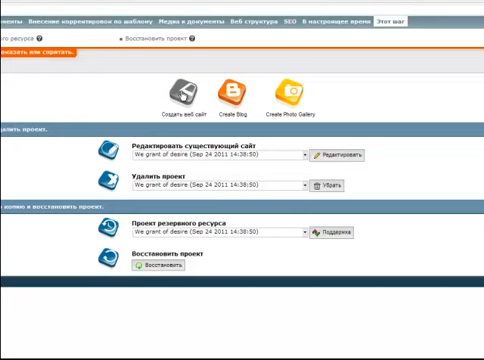 Внесение корректировок по шаблону Медиа и документы Веб структура SEO В настоящее время Этот шаг
ого ресурса Восстановить проект
оказать или спрятать.
Создать веб сайт Create Blog Create Photo Gallery
далить проект.
Редактировать существующий сайт
We grant of desire (Sep 24 2011 14:38:50) Редактировать
Удалить проект
We grant of desire (Sep 24 2011 14:38:50) Убрать
ю копию и восстановить проект.
Проект резервного ресурса
We grant of desire (Sep 24 2011 14:38:50) Поддержка
Восстановить проект
Восстановить